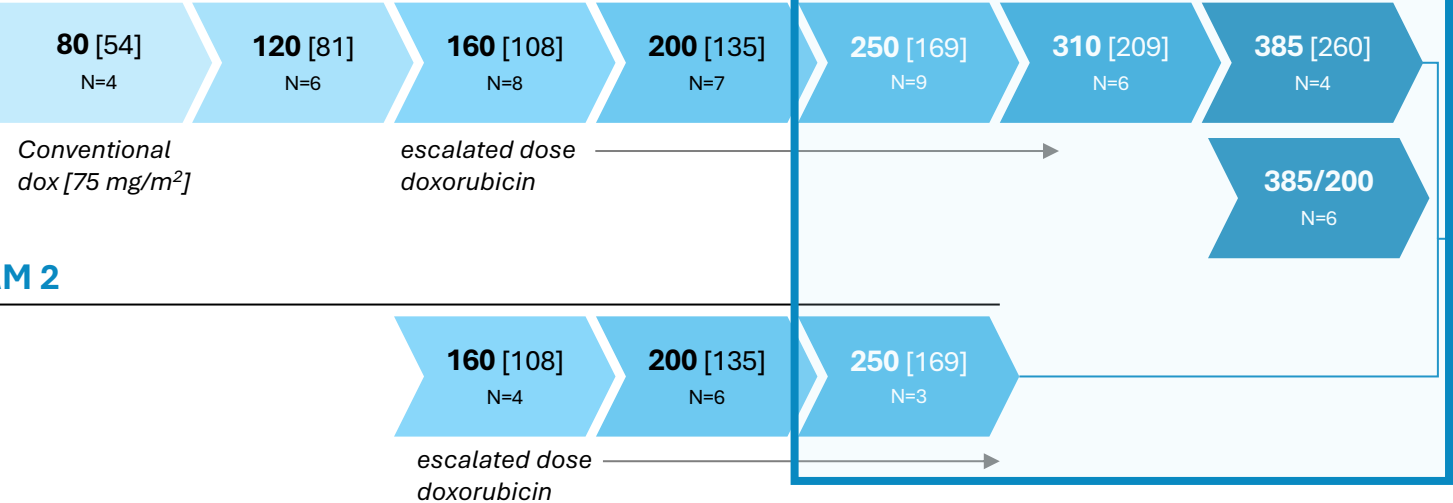 80 [54]
N=4
120 [81]
N=6
160 [108]
N=8
200 [135]
N=7
250 [169]
N=9
310 [209]
N=6
385 [260]
N=4
Conventional
dox [75 mg/m²]
escalated dose
doxorubicin
385/200
N=6
M 2
160 [108]
N=4
200 [135]
N=6
250 [169]
N=3
escalated dose
doxorubicin